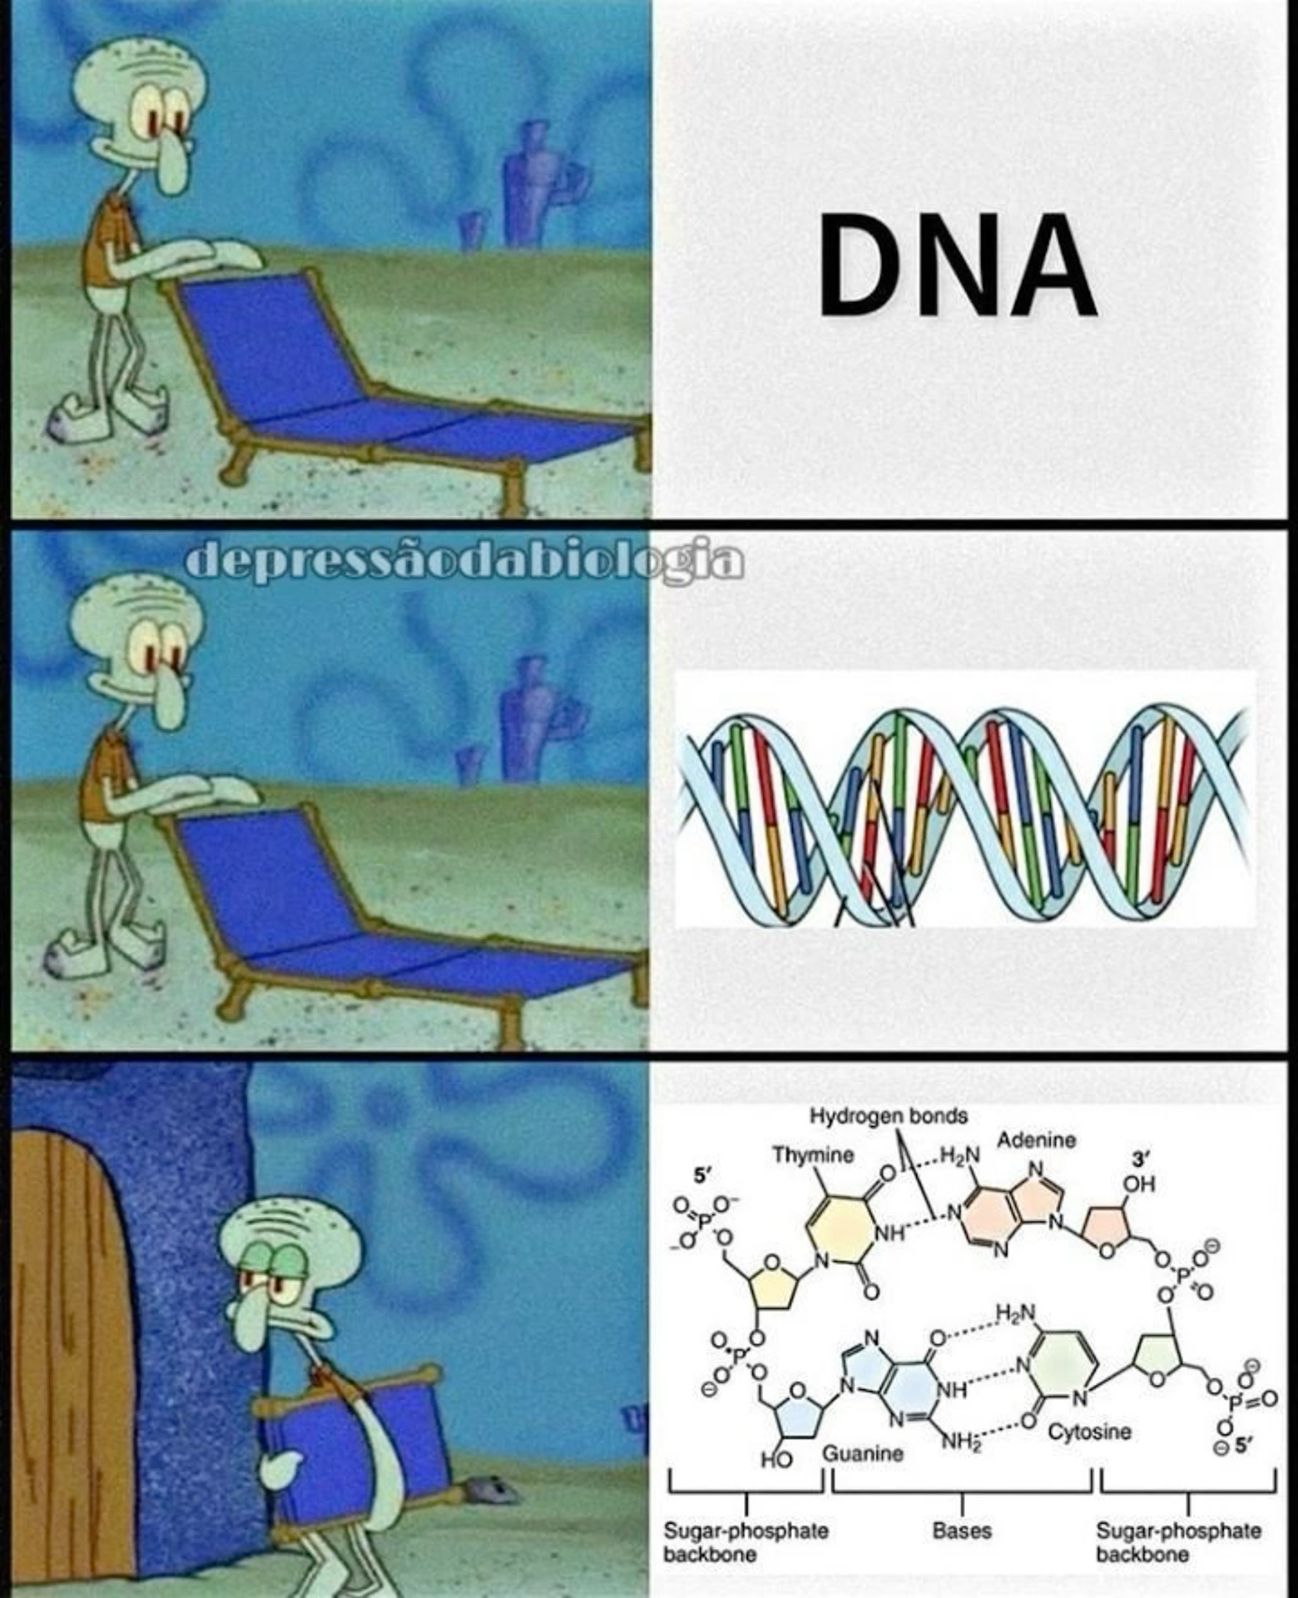 DNA
depressãodabiologia
Hydrogen bonds
Thymine
Adenine
5′
3′
O
H₂N
N
OH
O
O⁻
P
⁻O
O
NH
N
N
N
N
O
O
O
O
O
⊖
P
O
O
O
H₂N
O
P
O
⊖O
O
N
O
N
O
⊖
O
O
N
NH
N
O
P
O
O
N
O
HO
Guanine
NH₂
Cytosine
⊖ 5′
Sugar-phosphate
backbone
Bases
Sugar-phosphate
backbone